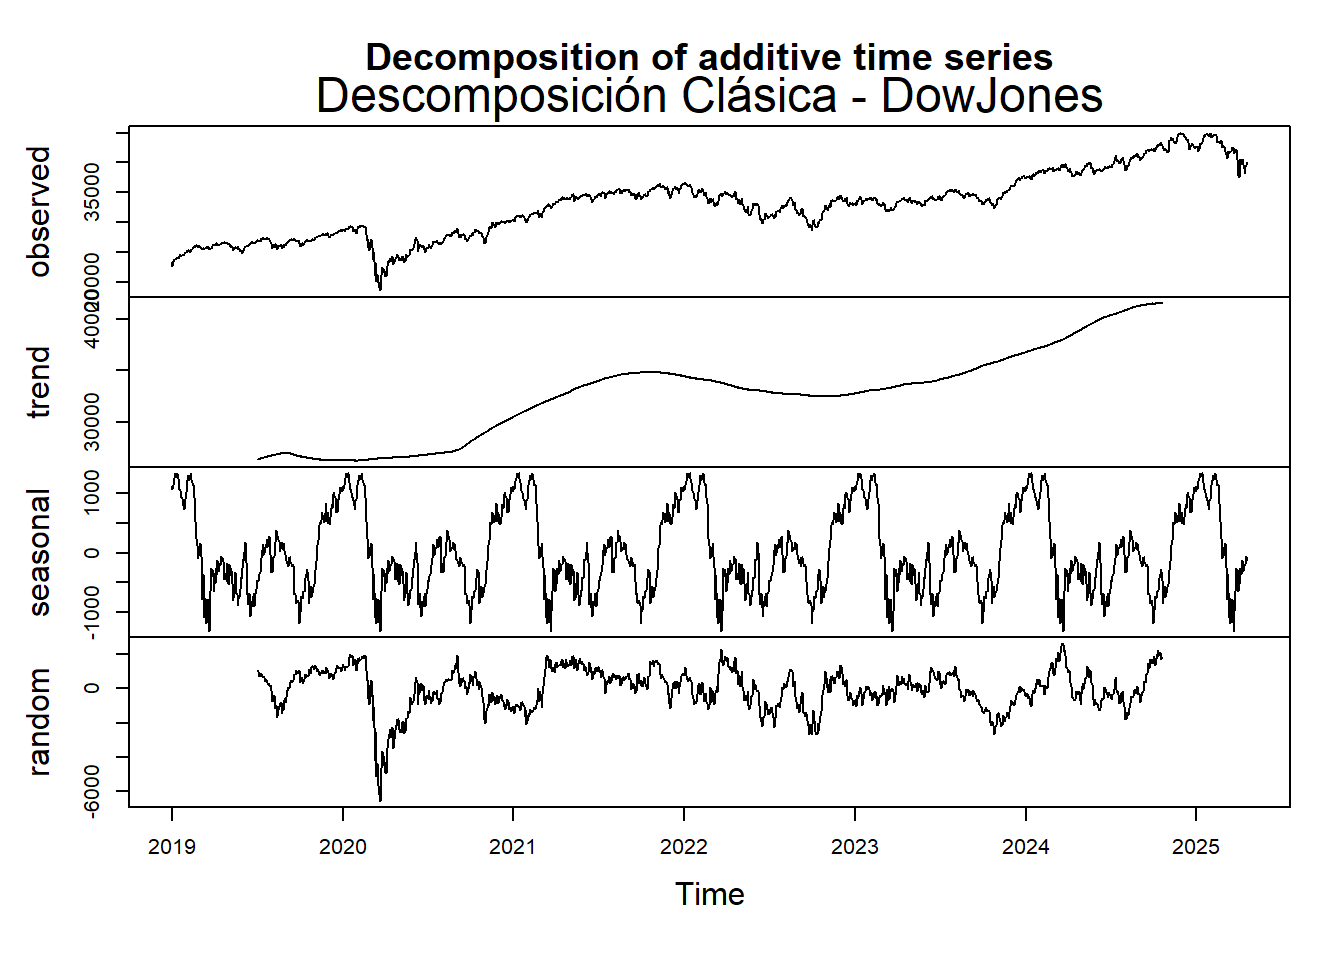 Decomposition of additive time series
Descomposición Clásica - DowJones
observed
20000
35000
trend
30000
40000
seasonal
-1000
0
1000
random
-6000
0
2019 2020 2021 2022 2023 2024 2025
Time